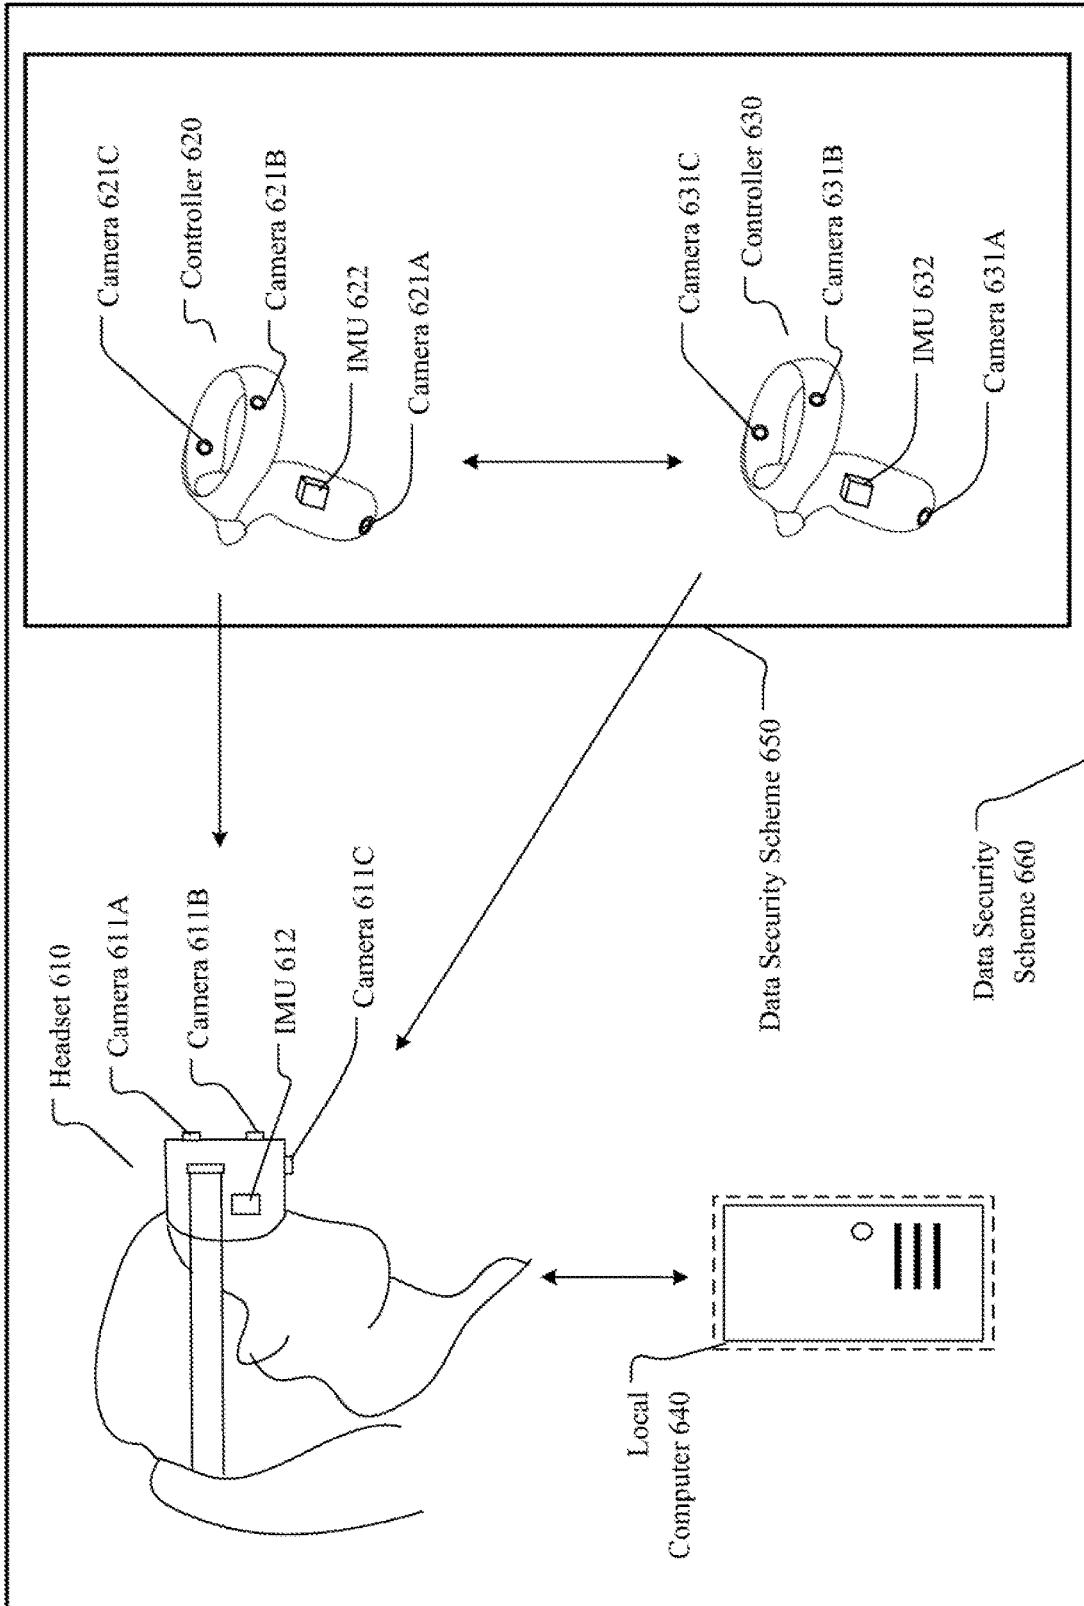 Headset 610
Camera 611A
Camera 611B
IMU 612
Camera 611C
Camera 621C
Controller 620
Camera 621B
IMU 622
Camera 621A
Local
Computer 640
Data Security Scheme 650
Camera 631C
Controller 630
Camera 631B
IMU 632
Camera 631A
Data Security
Scheme 660